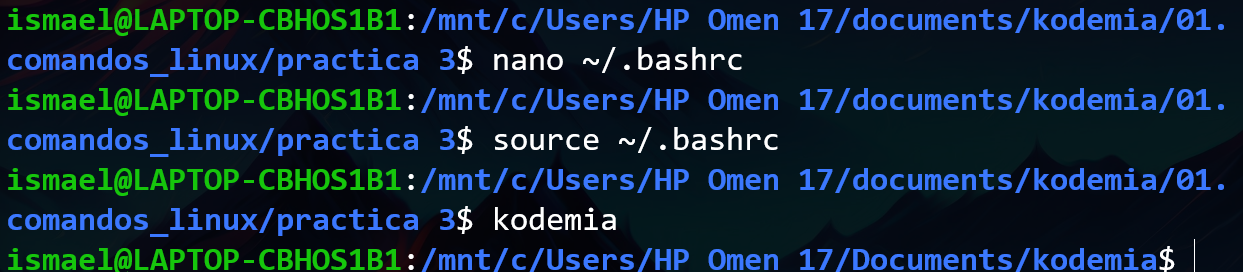 ismael@LAPTOP-CBHOS1B1:/mnt/c/Users/HP Omen 17/documents/kodemia/01.
comandos_linux/practica 3$ nano ~/.bashrc
ismael@LAPTOP-CBHOS1B1:/mnt/c/Users/HP Omen 17/documents/kodemia/01.
comandos_linux/practica 3$ source ~/.bashrc
ismael@LAPTOP-CBHOS1B1:/mnt/c/Users/HP Omen 17/documents/kodemia/01.
comandos_linux/practica 3$ kodemia
ismael@LAPTOP-CBHOS1B1:/mnt/c/Users/HP Omen 17/Documents/kodemia$